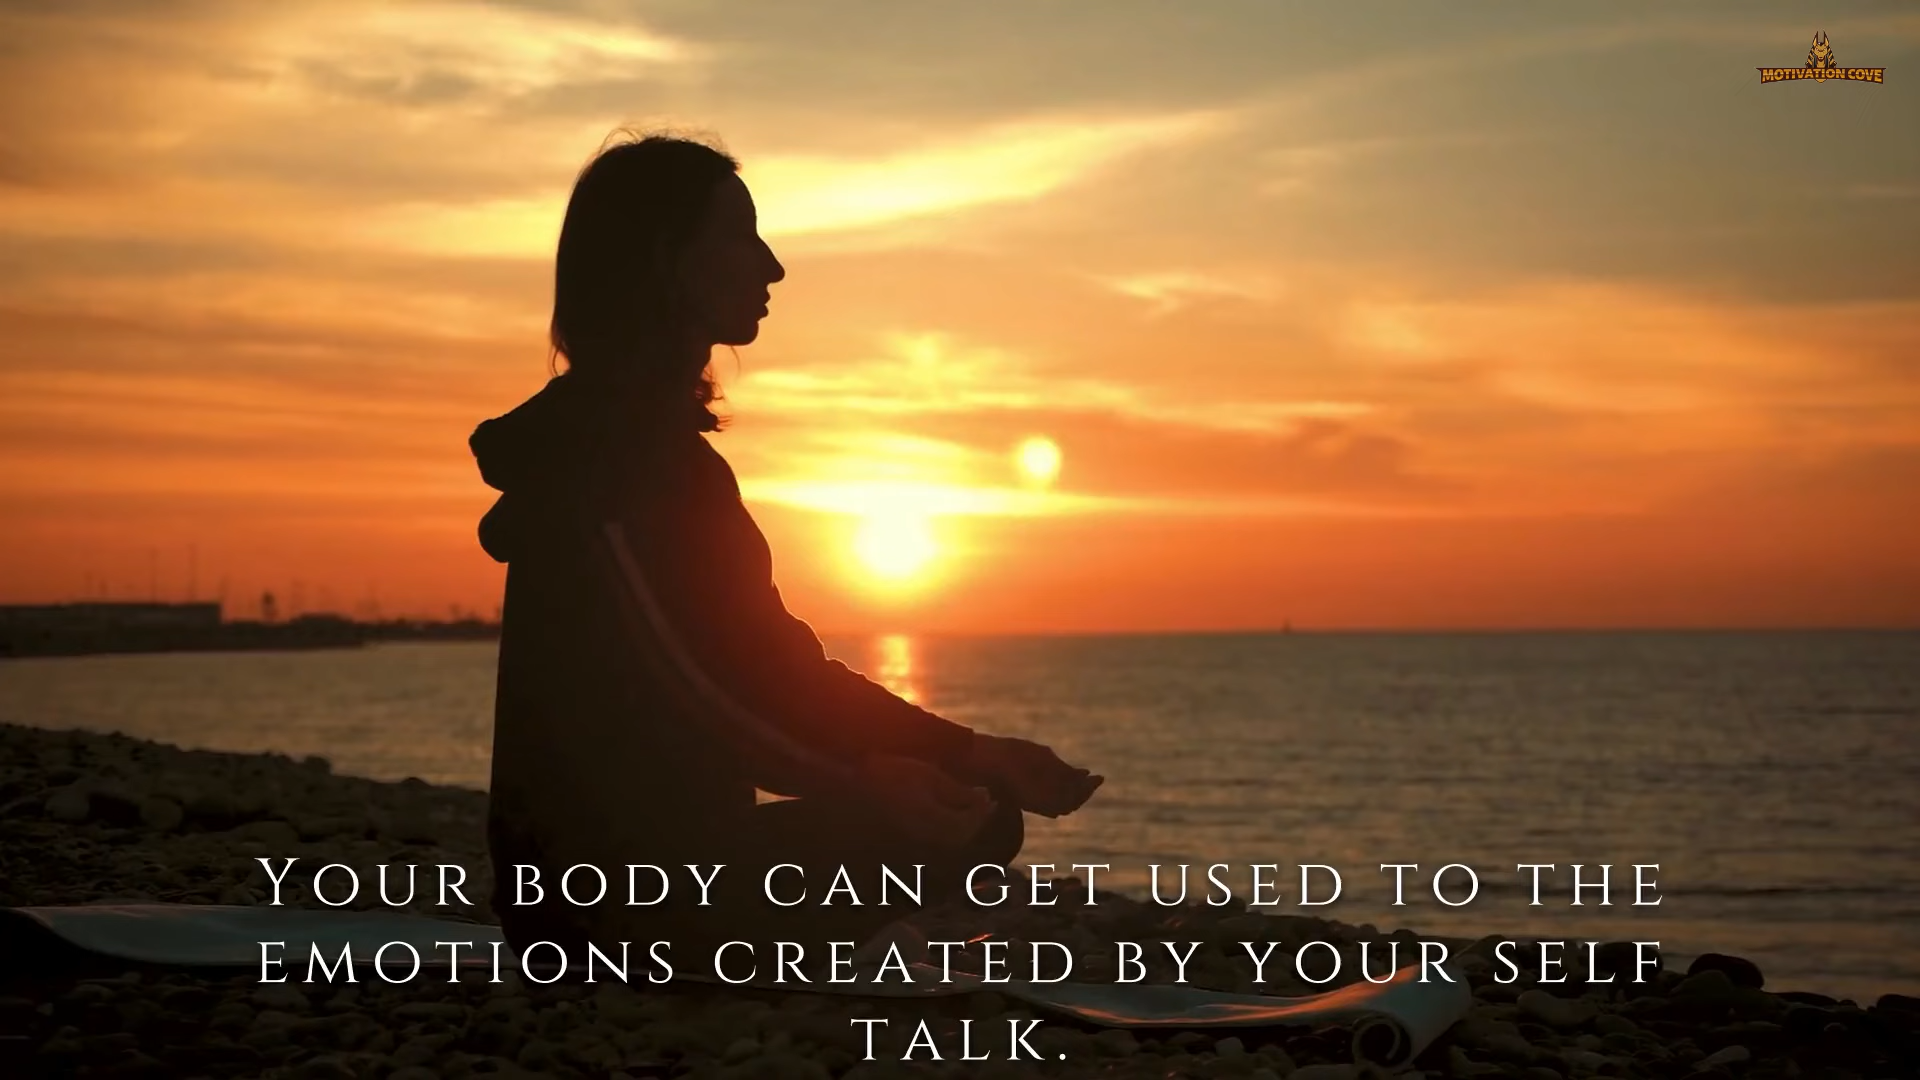 MOTIVATION COVE
Your body can get used to the
emotions created by your self
talk.